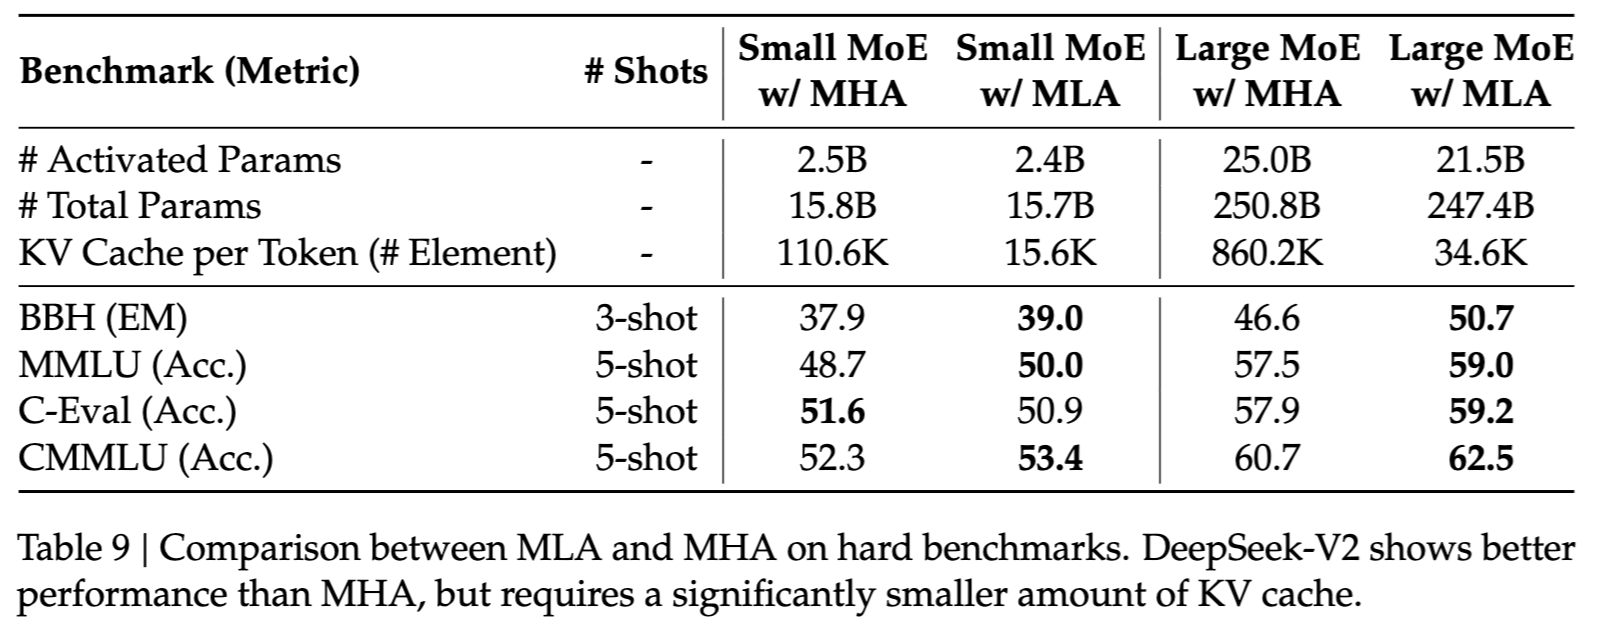 Benchmark (Metric) # Shots Small MoE w/ MHA Small MoE w/ MLA Large MoE w/ MHA Large MoE w/ MLA
# Activated Params - 2.5B 2.4B 25.0B 21.5B
# Total Params - 15.8B 15.7B 250.8B 247.4B
KV Cache per Token (# Element) - 110.6K 15.6K 860.2K 34.6K
BBH (EM) 3-shot 37.9 39.0 46.6 50.7
MMLU (Acc.) 5-shot 48.7 50.0 57.5 59.0
C-Eval (Acc.) 5-shot 51.6 50.9 57.9 59.2
CMMLU (Acc.) 5-shot 52.3 53.4 60.7 62.5
Table 9 | Comparison between MLA and MHA on hard benchmarks. DeepSeek-V2 shows better
performance than MHA, but requires a significantly smaller amount of KV cache.